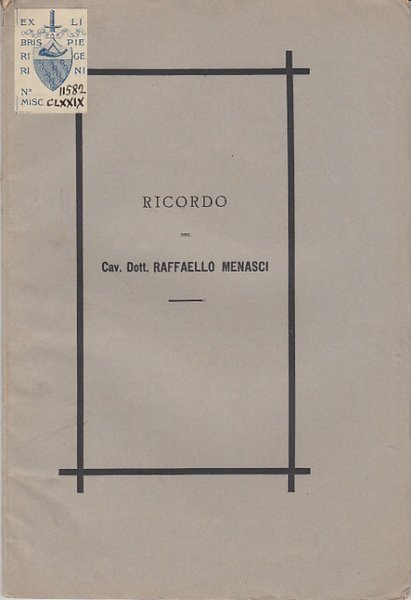 EX LI
BRIS PIE
RI GE
RI NI
N° 11582
MISC CLXXIX
RICORDO
DEL
Cav. Dott. RAFFAELLO MENASCI